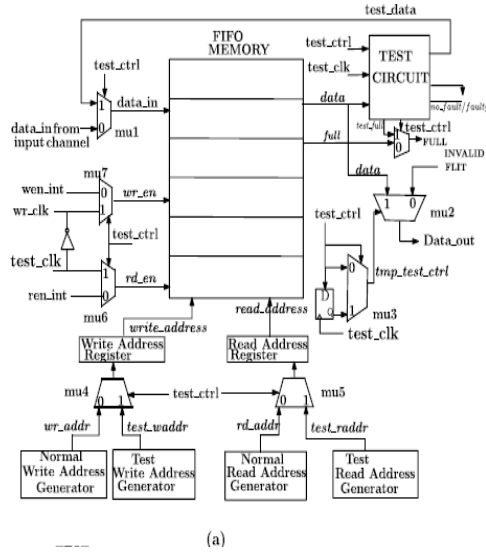 test_data
FIFO
MEMORY
test_ctrl
test_clk
TEST
CIRCUIT
test_ctrl
1
data_in
mu1
data_in from
input channel
0
data
test_full
no_fault/faulty
full
1
0
test_ctrl
FULL
INVALID
FLIT
data
mu7
wen_int
0
wr_en
wr_clk
1
1
0
mu2
Data_out
test_ctrl
test_ctrl
test_clk
1
rd_en
ren_int
0
mu6
0
tmp_test_ctrl
D
Q
1
mu3
test_clk
write_address
read_address
Write Address
Register
Read Address
Register
mu4
0 1
test_ctrl
0 1
mu5
wr_addr
test_waddr
rd_addr
test_raddr
Normal
Write Address
Generator
Test
Write Address
Generator
Normal
Read Address
Generator
Test
Read Address
Generator
(a)